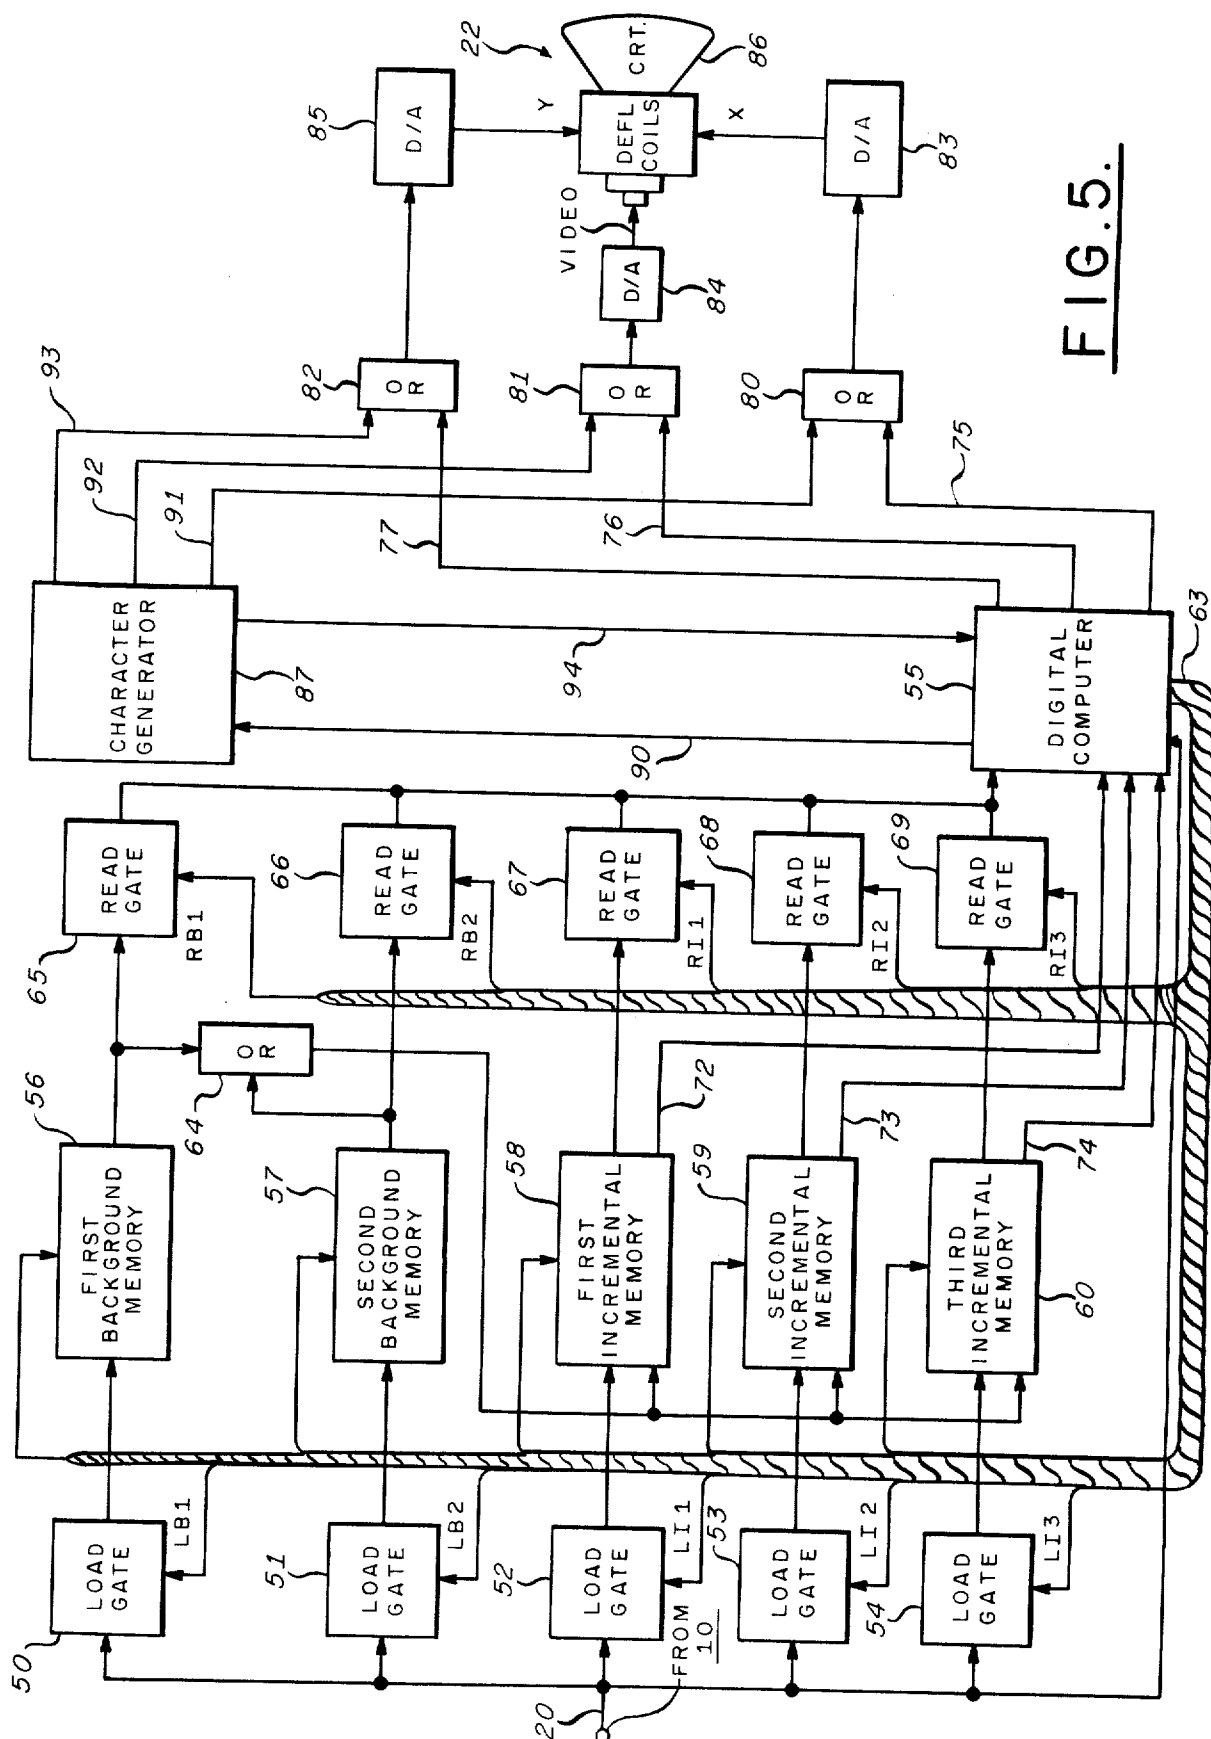 20
FROM
10
50
LOAD
GATE
LB1
51
LOAD
GATE
LB2
52
LOAD
GATE
LI1
53
LOAD
GATE
LI2
54
LOAD
GATE
LI3
56
FIRST
BACKGROUND
MEMORY
64
OR
57
SECOND
BACKGROUND
MEMORY
58
FIRST
INCREMENTAL
MEMORY
72
59
SECOND
INCREMENTAL
MEMORY
73
THIRD
INCREMENTAL
MEMORY
60
74
65
READ
GATE
RB1
66
READ
GATE
RB2
67
READ
GATE
RI1
68
READ
GATE
RI2
69
READ
GATE
RI3
CHARACTER
GENERATOR
87
90
94
55
DIGITAL
COMPUTER
63
93
92
91
77
76
75
82
OR
81
OR
80
OR
85
D/A
Y
VIDEO
D/A
84
D/A
83
X
22
DEFL
COILS
CRT.
86
FIG.5.